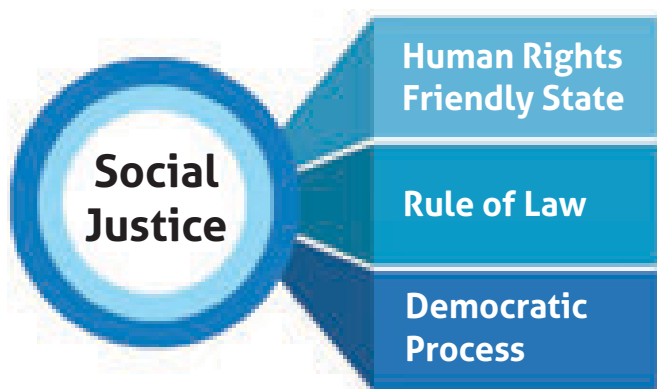 Social
Justice
Human Rights
Friendly State
Rule of Law
Democratic
Process